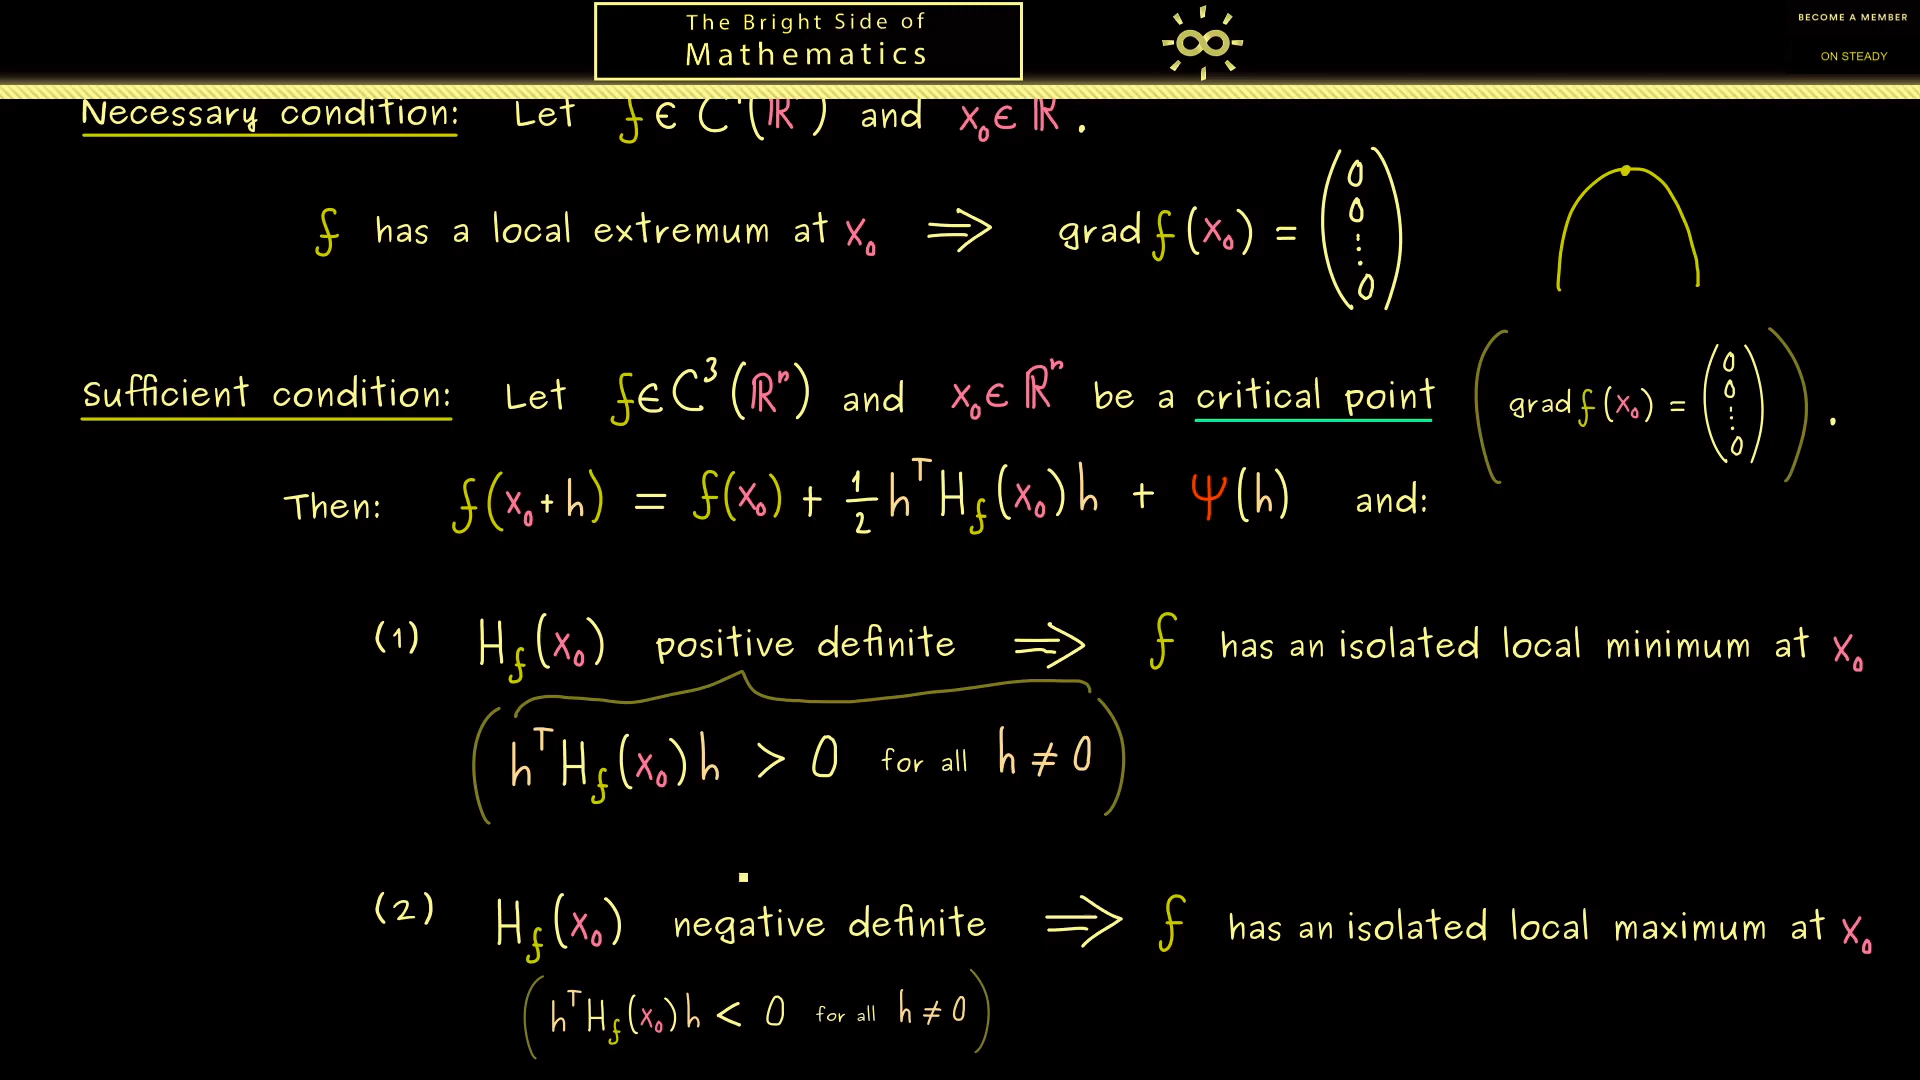 The Bright Side of
Mathematics
BECOME A MEMBER
ON STEADY
Necessary condition: Let f ∈ C¹(ℝ) and x₀ ∈ ℝ .
f has a local extremum at x₀ ⟹ grad f(x₀) = (0 0 ⋮ 0)
Sufficient condition: Let f ∈ C³(ℝⁿ) and x₀ ∈ ℝⁿ be a critical point (grad f(x₀) = (0 0 ⋮ 0)) .
Then: f(x₀+h) = f(x₀) + 1/2 hᵀH_f(x₀)h + Ψ(h) and:
(1) H_f(x₀) positive definite ⟹ f has an isolated local minimum at x₀
(hᵀH_f(x₀)h > 0 for all h ≠ 0)
(2) H_f(x₀) negative definite ⟹ f has an isolated local maximum at x₀
(hᵀH_f(x₀)h < 0 for all h ≠ 0)